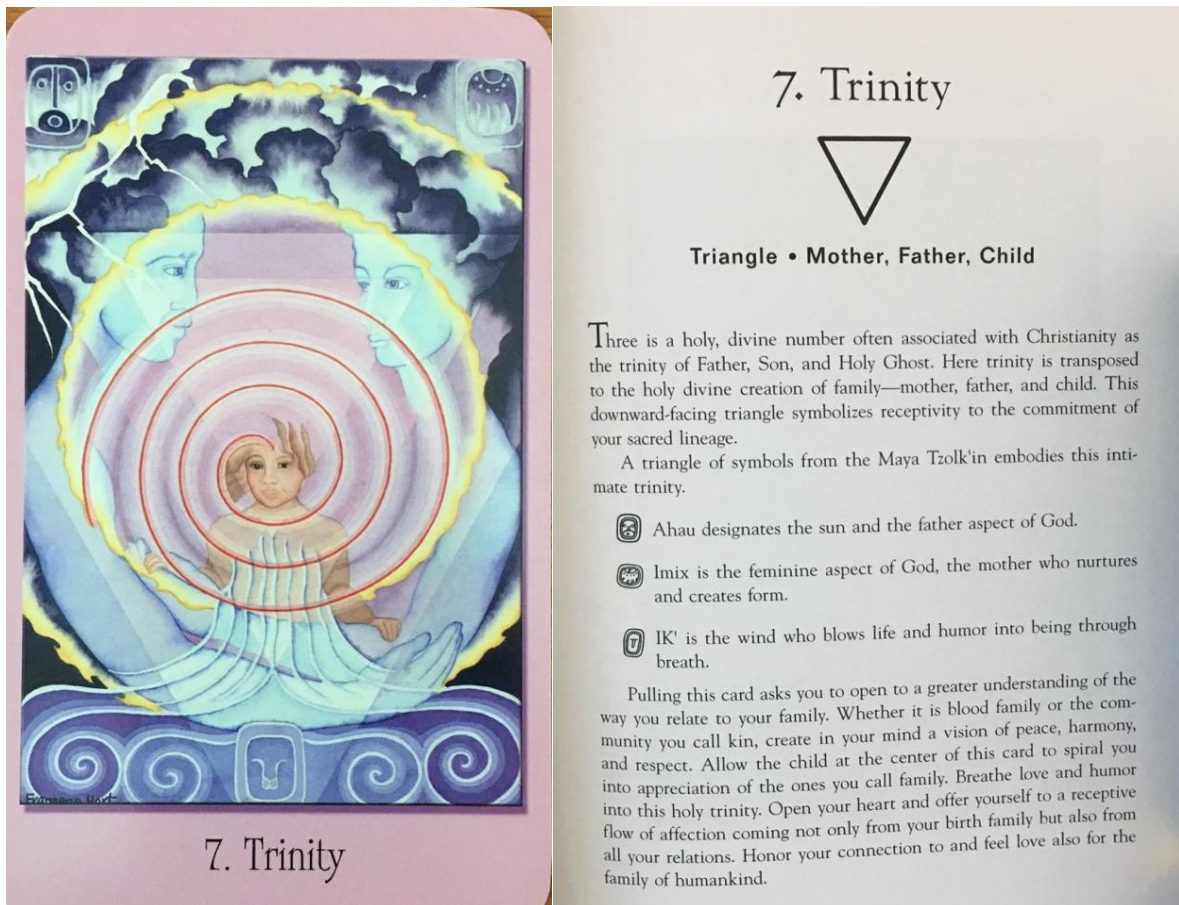 Francene Hart
7. Trinity
7. Trinity
Triangle • Mother, Father, Child
Three is a holy, divine number often associated with Christianity as
the trinity of Father, Son, and Holy Ghost. Here trinity is transposed
to the holy divine creation of family—mother, father, and child. This
downward-facing triangle symbolizes receptivity to the commitment of
your sacred lineage.
A triangle of symbols from the Maya Tzolk'in embodies this inti-
mate trinity.
Ahau designates the sun and the father aspect of God.
Imix is the feminine aspect of God, the mother who nurtures
and creates form.
IK' is the wind who blows life and humor into being through
breath.
Pulling this card asks you to open to a greater understanding of the
way you relate to your family. Whether it is blood family or the com-
munity you call kin, create in your mind a vision of peace, harmony,
and respect. Allow the child at the center of this card to spiral you
into appreciation of the ones you call family. Breathe love and humor
into this holy trinity. Open your heart and offer yourself to a receptive
flow of affection coming not only from your birth family but also from
all your relations. Honor your connection to and feel love also for the
family of humankind.